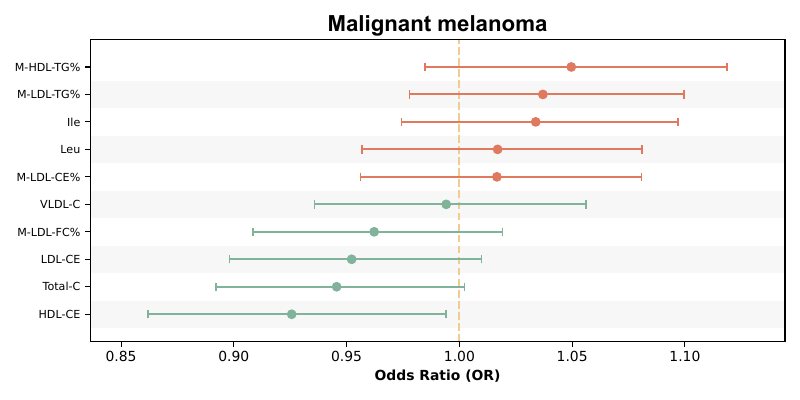 Malignant melanoma
M-HDL-TG%
M-LDL-TG%
Ile
Leu
M-LDL-CE%
VLDL-C
M-LDL-FC%
LDL-CE
Total-C
HDL-CE
0.85 0.90 0.95 1.00 1.05 1.10
Odds Ratio (OR)